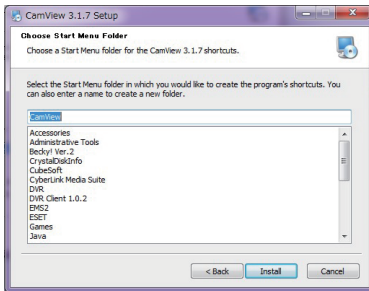 CamView 3.1.7 Setup
Choose Start Menu Folder
Choose a Start Menu folder for the CamView 3.1.7 shortcuts.
Select the Start Menu folder in which you would like to create the program's shortcuts. You
can also enter a name to create a new folder.
CamView
Accessories
Administrative Tools
Becky! Ver.2
CrystalDiskInfo
CubeSoft
CyberLink Media Suite
DVR
DVR Client 1.0.2
EMS2
ESET
Games
Java
< Back
Install
Cancel